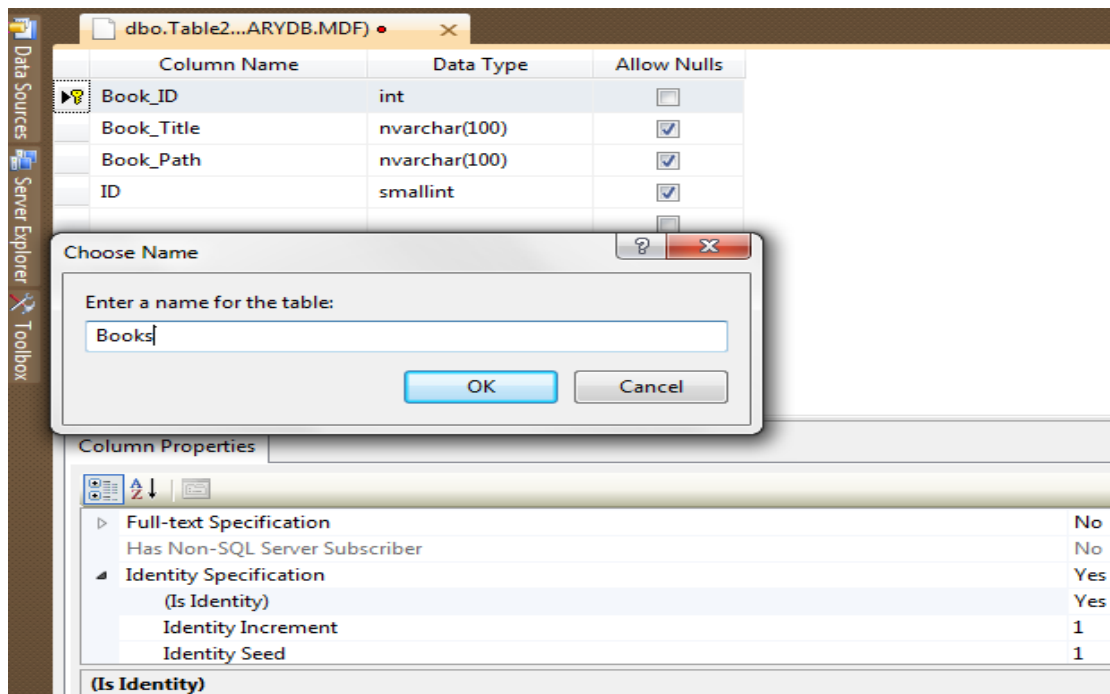 dbo.Table2...ARYDB.MDF)
Data Sources
Server Explorer
Toolbox
Column Name Data Type Allow Nulls
Book_ID int
Book_Title nvarchar(100)
Book_Path nvarchar(100)
ID smallint
Choose Name
Enter a name for the table:
Books
OK Cancel
Column Properties
Full-text Specification No
Has Non-SQL Server Subscriber No
Identity Specification Yes
(Is Identity) Yes
Identity Increment 1
Identity Seed 1
(Is Identity)